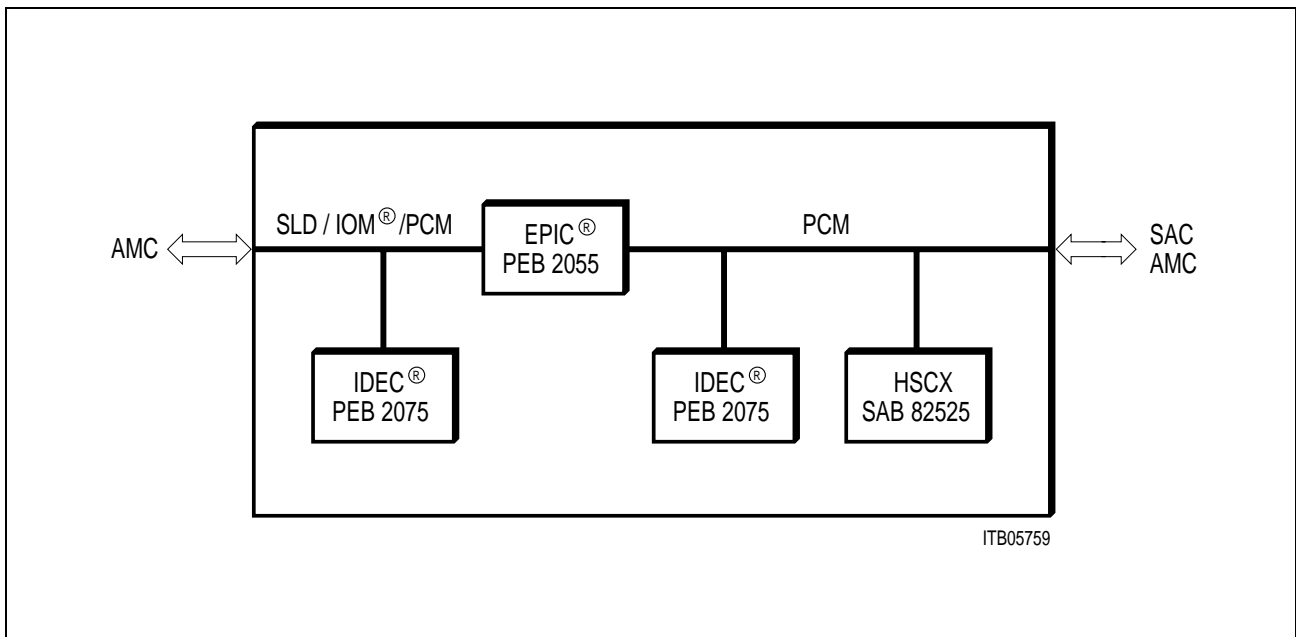 SLD / IOM® /PCM
EPIC®
PEB 2055
PCM
AMC
SAC
AMC
IDEC®
PEB 2075
IDEC®
PEB 2075
HSCX
SAB 82525
ITB05759